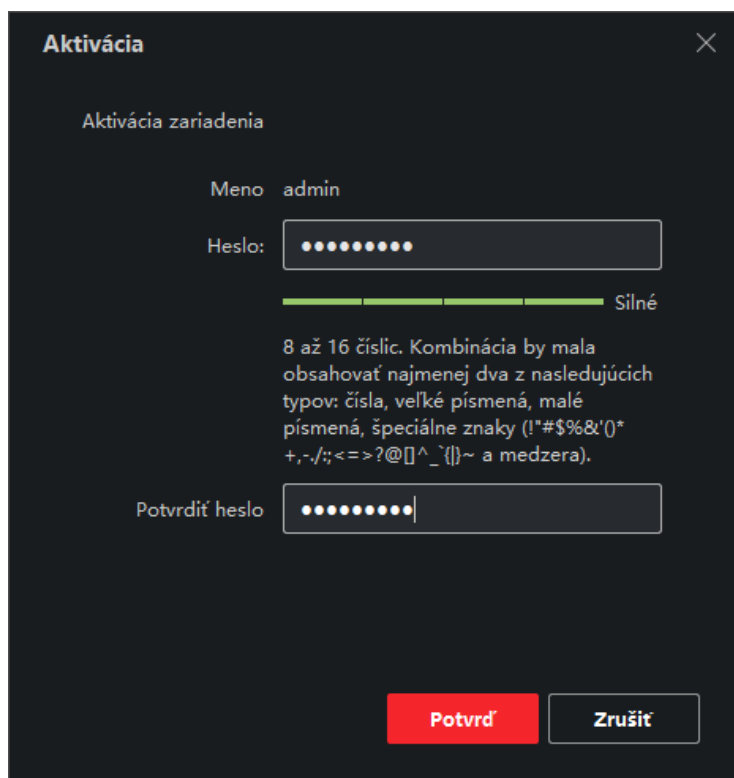 Aktivácia
Aktivácia zariadenia
Meno admin
Heslo: ●●●●●●●●●
Silné
8 až 16 číslic. Kombinácia by mala
obsahovať najmenej dva z nasledujúcich
typov: čísla, veľké písmená, malé
písmená, špeciálne znaky (!"#$%&'()*
+,-./:;<=>?@[]^_`{|}~ a medzera).
Potvrdiť heslo ●●●●●●●●●
Potvrď Zrušiť